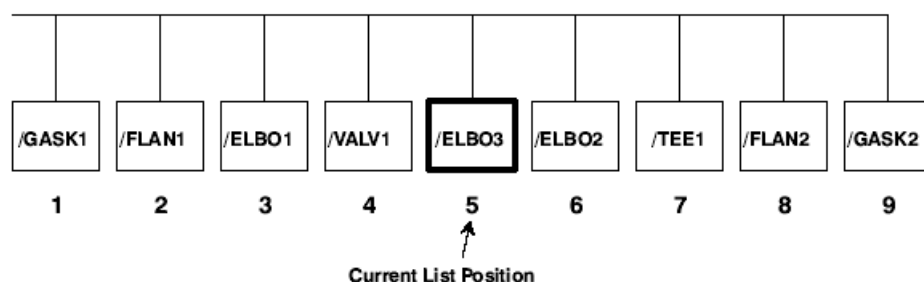 /GASK1 /FLAN1 /ELBO1 /VALV1 /ELBO3 /ELBO2 /TEE1 /FLAN2 /GASK2
1 2 3 4 5 6 7 8 9
Current List Position